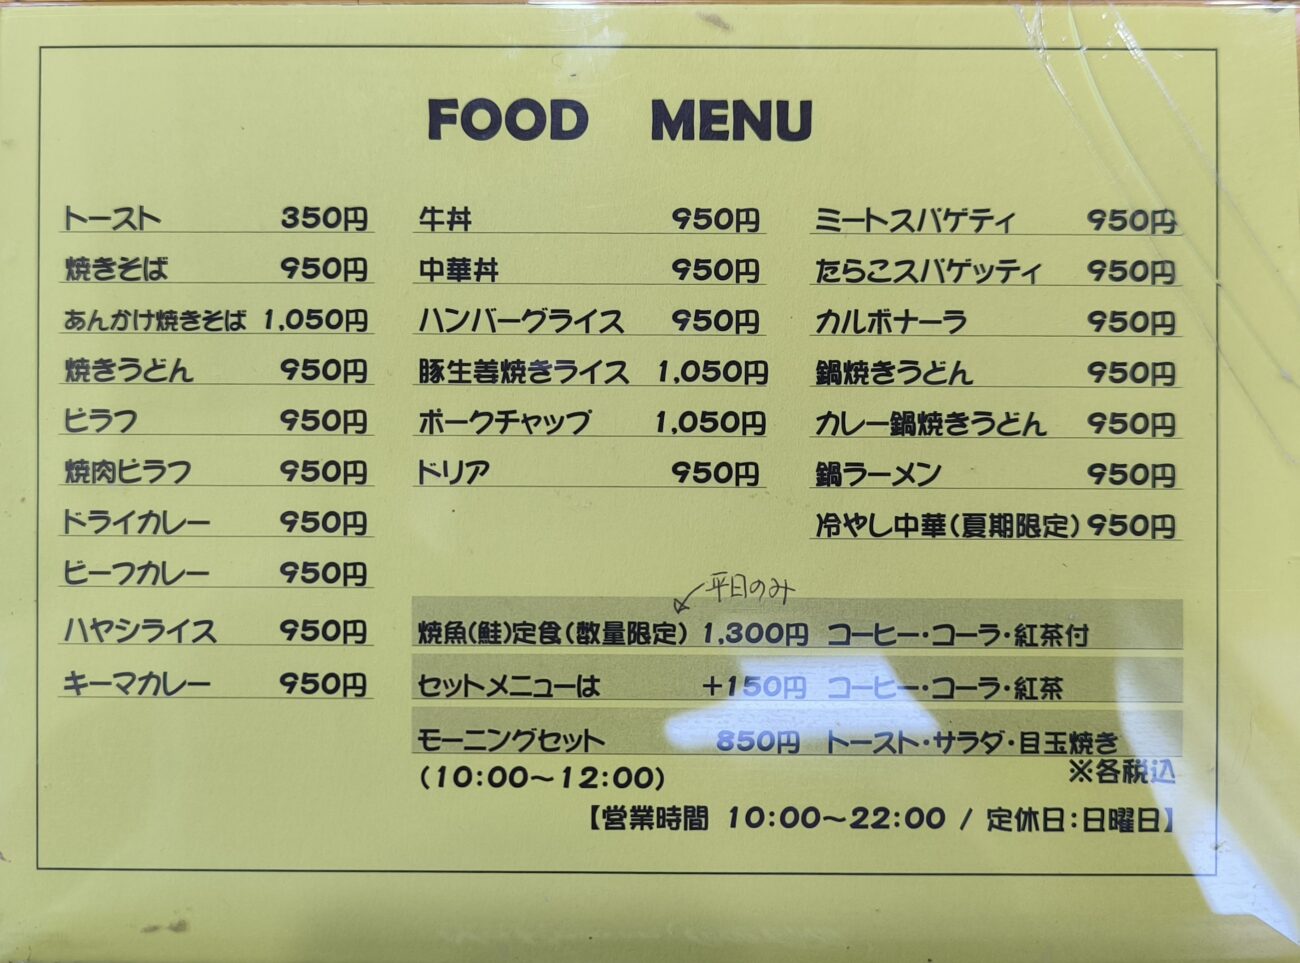 FOOD MENU
トースト 350円
焼きそば 950円
あんかけ焼きそば 1,050円
焼きうどん 950円
ピラフ 950円
焼肉ピラフ 950円
ドライカレー 950円
ビーフカレー 950円
ハヤシライス 950円
キーマカレー 950円
牛丼 950円
中華丼 950円
ハンバーグライス 950円
豚生姜焼きライス 1,050円
ポークチャップ 1,050円
ドリア 950円
ミートスパゲティ 950円
たらこスパゲッティ 950円
カルボナーラ 950円
鍋焼きうどん 950円
カレー鍋焼きうどん 950円
鍋ラーメン 950円
冷やし中華(夏期限定) 950円
平日のみ
焼魚(鮭)定食(数量限定) 1,300円 コーヒー・コーラ・紅茶付
セットメニューは +150円 コーヒー・コーラ・紅茶
モーニングセット 850円 トースト・サラダ・目玉焼き
(10:00～12:00)
※各税込
【営業時間 10:00～22:00 / 定休日:日曜日】